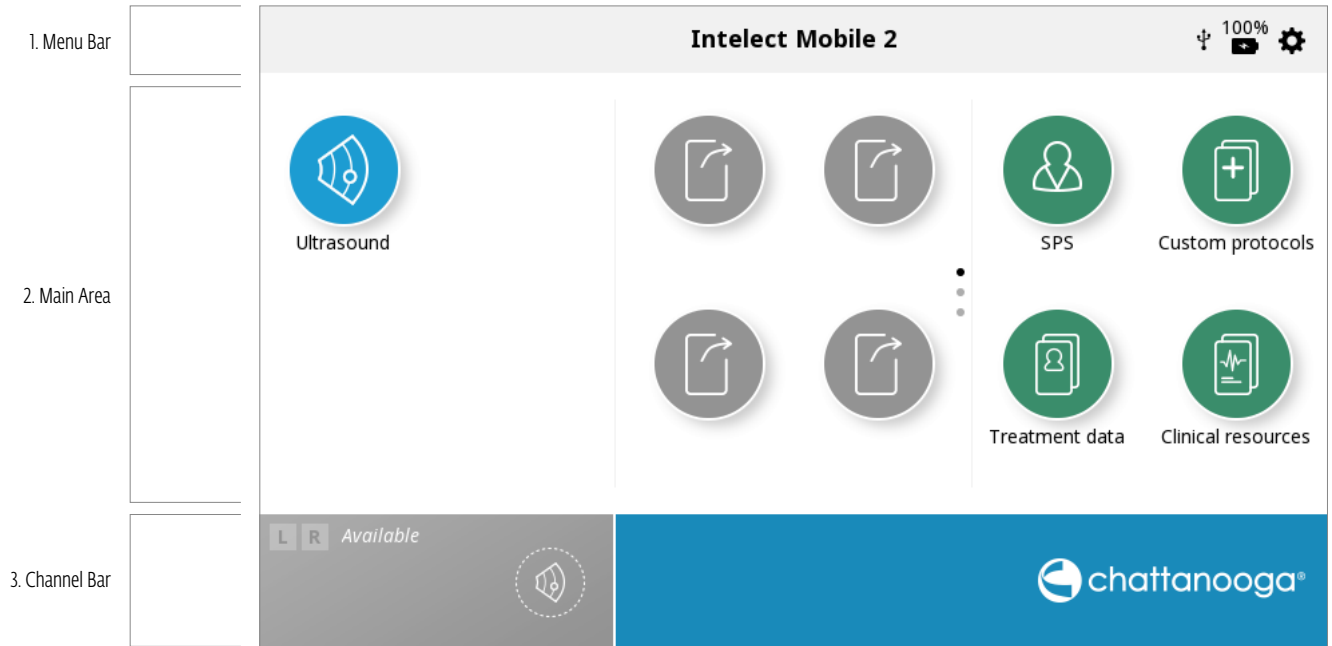 1. Menu Bar
Intelect Mobile 2
100%
2. Main Area
Ultrasound
SPS
Custom protocols
Treatment data
Clinical resources
3. Channel Bar
L R Available
chattanooga®